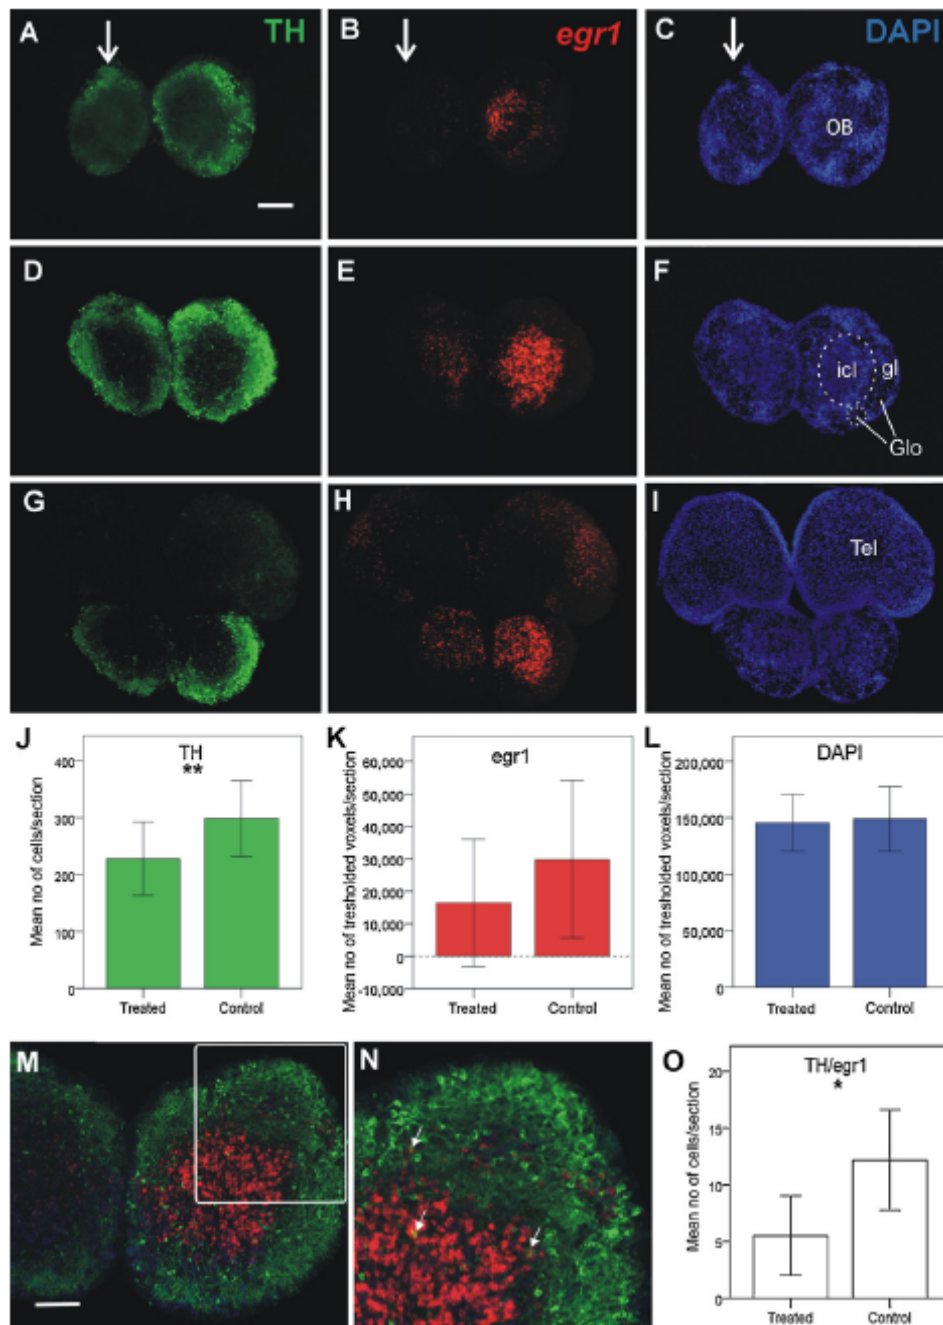 A TH
B egr1
C DAPI
OB
D
E
F
icl
gl
Glo
G
H
I
Tel
J
TH
**
Mean no of cells/section
400
300
200
100
0
Treated Control
K
egr1
Mean no of tresholded voxels/section
60,000
50,000
40,000
30,000
20,000
10,000
0
-10,000
Treated Control
L
DAPI
Mean no of tresholded voxels/section
200,000
150,000
100,000
50,000
0
Treated Control
M
N
O
TH/egr1
*
Mean no of cells/section
20
15
10
5
0
Treated Control